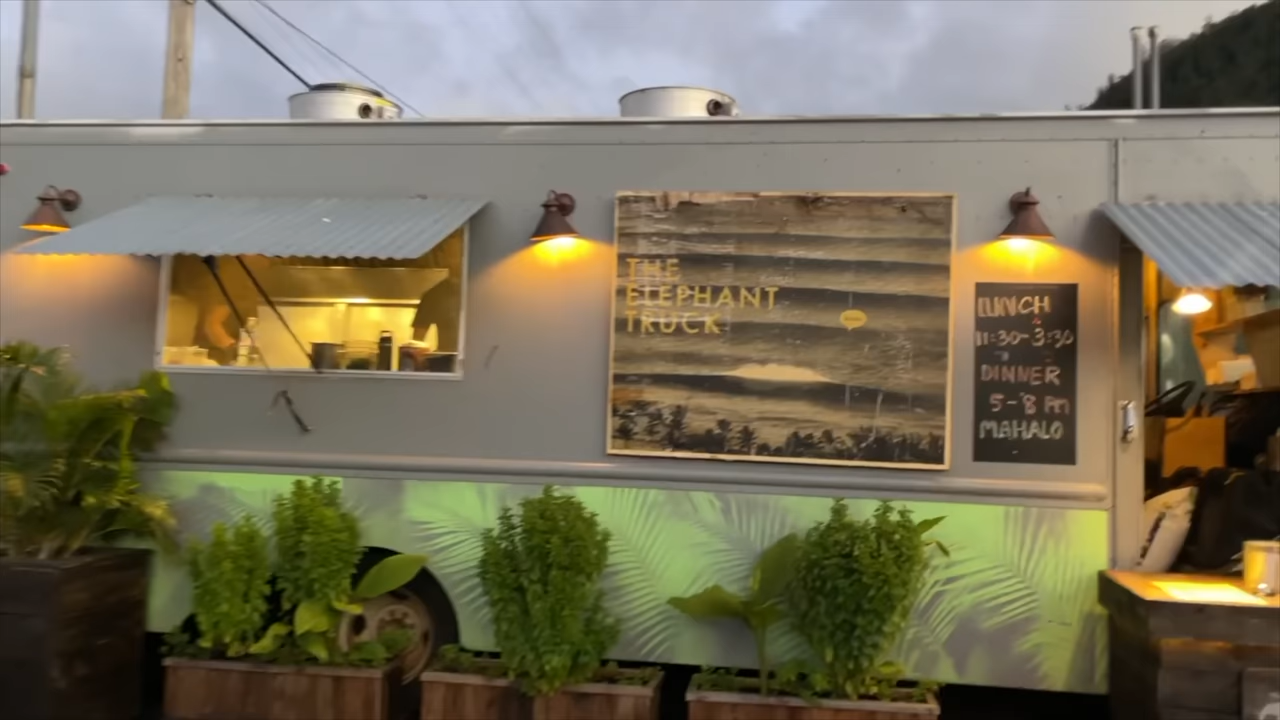 THE
ELEPHANT
TRUCK
LUNCH
11:30-3:30
DINNER
5-8 PM
MAHALO